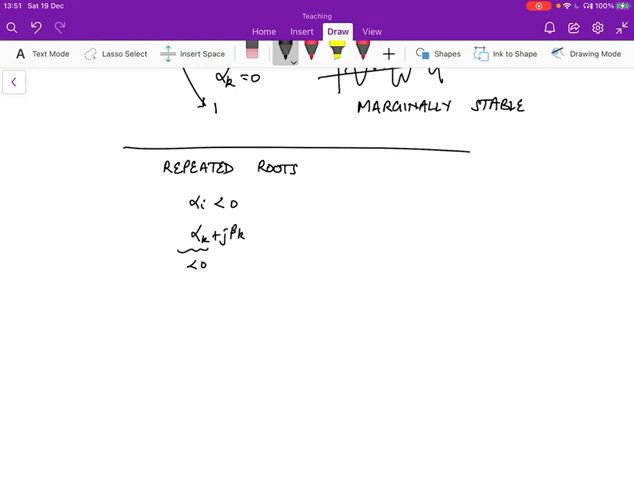 13:51 Sat 19 Dec
100%
Teaching
Home Insert Draw View
A Text Mode Lasso Select Insert Space Shapes Ink to Shape Drawing Mode
αk = 0
1
MARGINALLY STABLE
REPEATED ROOTS
αi < 0
αk + jβk
< 0